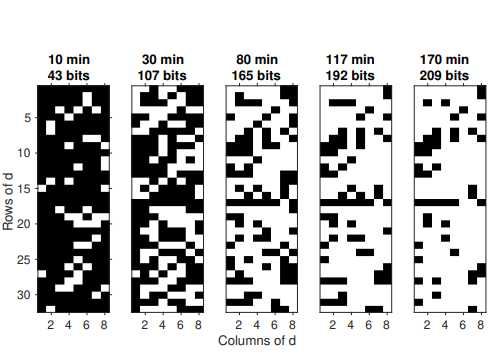 10 min 30 min 80 min 117 min 170 min
43 bits 107 bits 165 bits 192 bits 209 bits
5
10
15
20
25
30
Rows of d
2 4 6 8 2 4 6 8 2 4 6 8 2 4 6 8 2 4 6 8
Columns of d